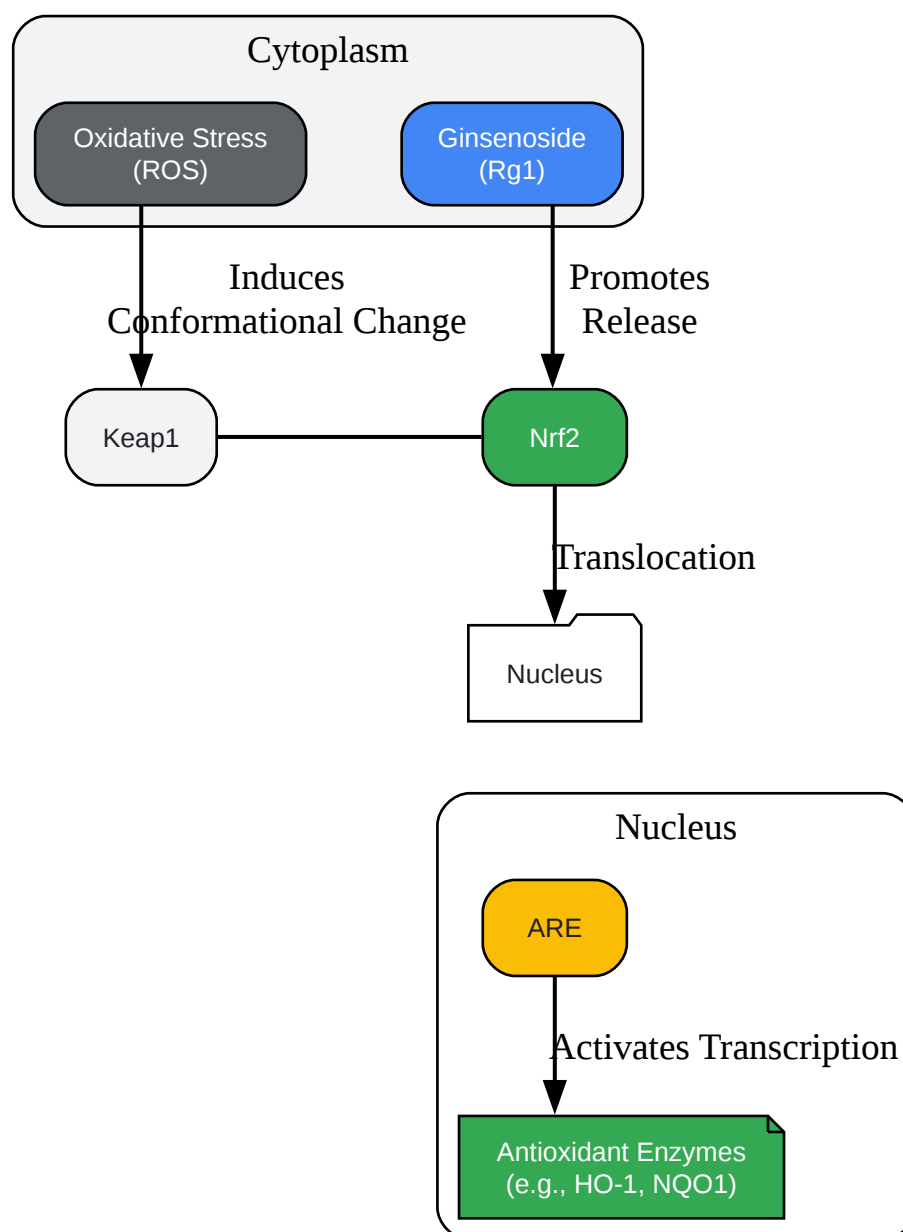 Cytoplasm
Oxidative Stress
(ROS)
Ginsenoside
(Rg1)
Induces
Conformational Change
Promotes
Release
Keap1
Nrf2
Translocation
Nucleus
Nucleus
ARE
Activates Transcription
Antioxidant Enzymes
(e.g., HO-1, NQO1)